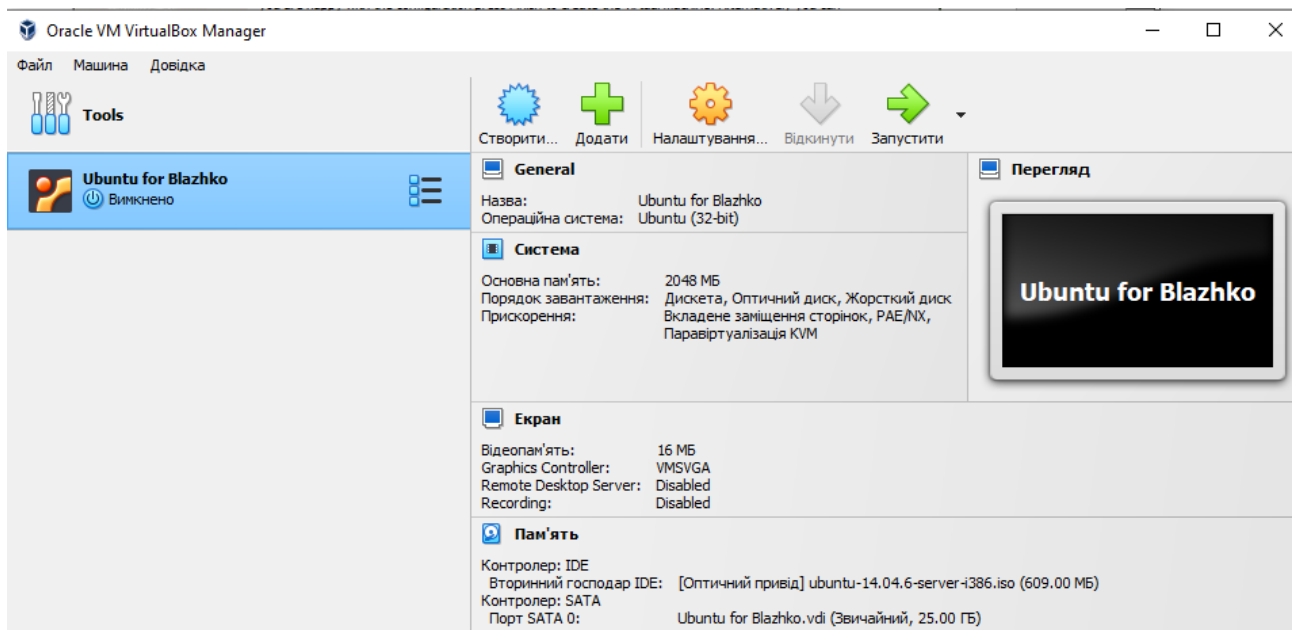 Oracle VM VirtualBox Manager
Файл Машина Довідка
Tools
Створити... Додати Налаштування... Відкинути Запустити
Ubuntu for Blazhko
Вимкнено
General
Назва: Ubuntu for Blazhko
Операційна система: Ubuntu (32-bit)
Перегляд
Ubuntu for Blazhko
Система
Основна пам'ять: 2048 МБ
Порядок завантаження: Дискета, Оптичний диск, Жорсткий диск
Прискорення: Вкладене заміщення сторінок, PAE/NX,
Паравіртуалізація KVM
Екран
Відеопам'ять: 16 МБ
Graphics Controller: VMSVGA
Remote Desktop Server: Disabled
Recording: Disabled
Пам'ять
Контролер: IDE
Вторинний господар IDE: [Оптичний привід] ubuntu-14.04.6-server-i386.iso (609.00 МБ)
Контролер: SATA
Порт SATA 0: Ubuntu for Blazhko.vdi (Звичайний, 25.00 ГБ)